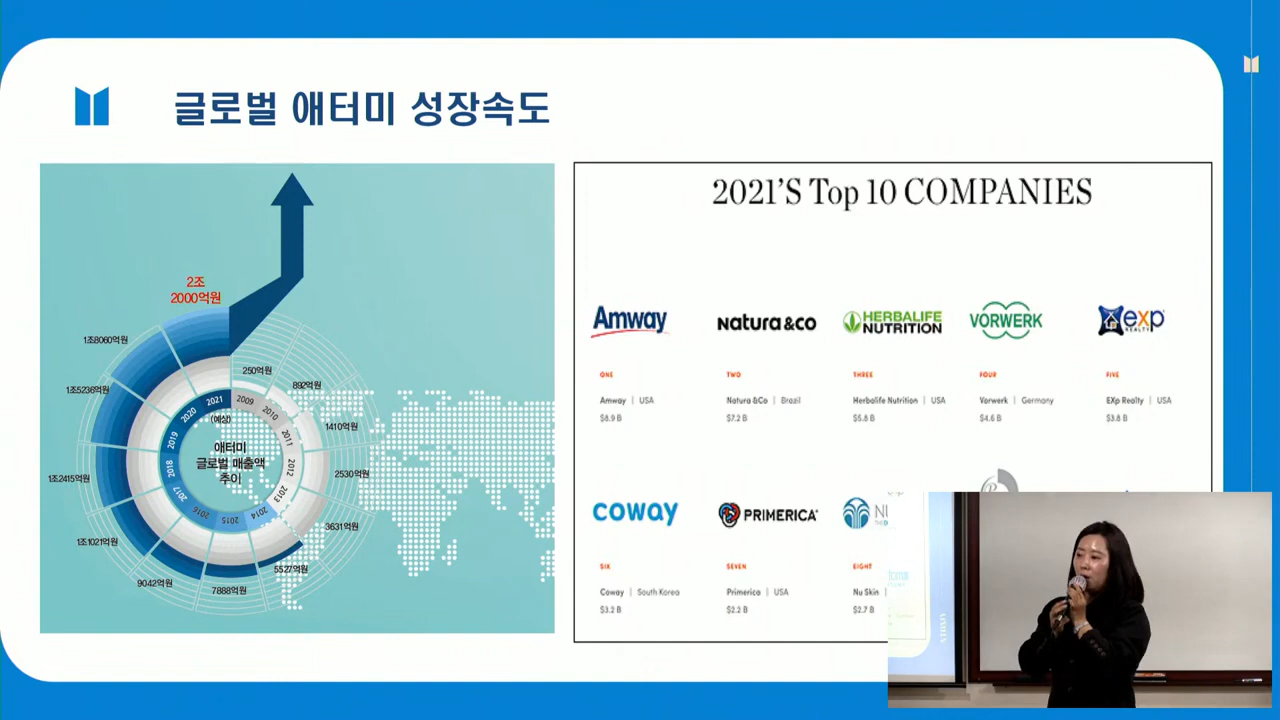 글로벌 애터미 성장속도
2조
2000억원
1조8060억원
1조5236억원
1조2415억원
1조1021억원
9042억원
7888억원
5527억원
3631억원
2530억원
1410억원
892억원
250억원
2021
(예상)
2009
2010
2011
2012
2013
2014
2015
2016
2017
2018
2019
2020
애터미
글로벌 매출액
추이
2021'S Top 10 COMPANIES
Amway
natura &co
HERBALIFE
NUTRITION
VORWERK
exp
REALTY
ONE
TWO
THREE
FOUR
FIVE
Amway | USA
Natura &Co | Brazil
Herbalife Nutrition | USA
Vorwerk | Germany
EXp Realty | USA
$8.9 B
$7.2 B
$5.8 B
$4.6 B
$3.8 B
coway
PRIMERICA
SIX
SEVEN
EIGHT
Coway | South Korea
Primerica | USA
Nu Skin |
$3.2 B
$2.2 B
$2.7 B